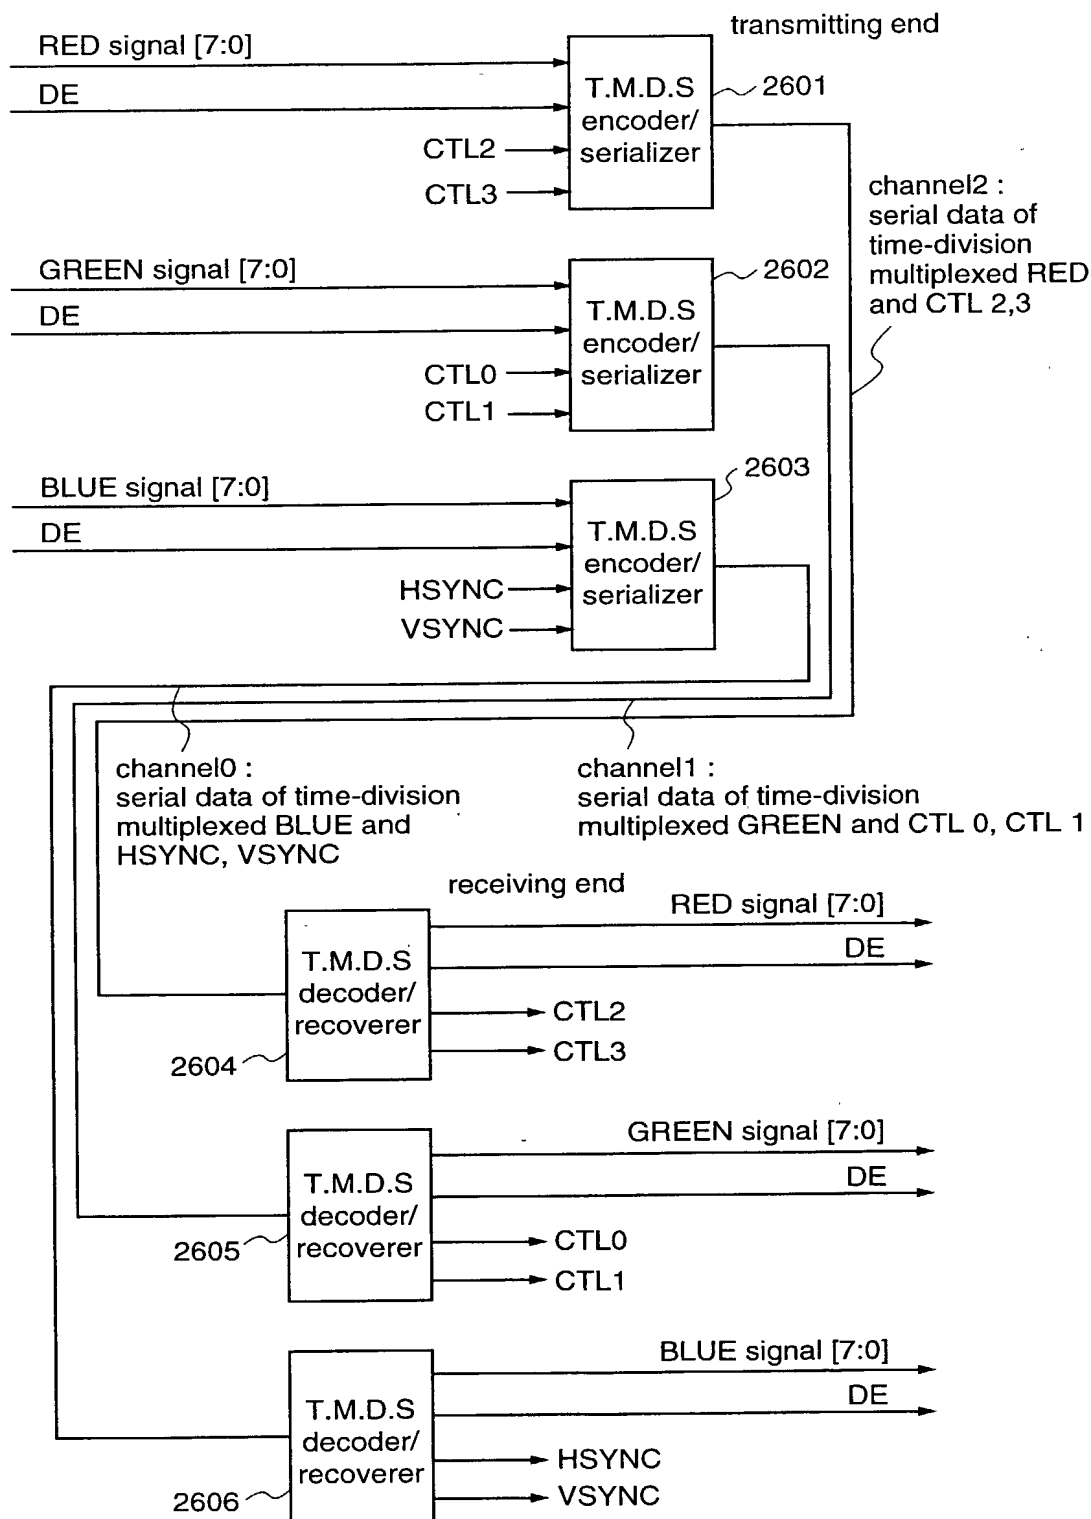 transmitting end
RED signal [7:0]
DE
CTL2
CTL3
T.M.D.S
encoder/
serializer
2601
channel2 :
serial data of
time-division
multiplexed RED
and CTL 2,3
GREEN signal [7:0]
DE
CTL0
CTL1
T.M.D.S
encoder/
serializer
2602
BLUE signal [7:0]
DE
HSYNC
VSYNC
T.M.D.S
encoder/
serializer
2603
channel0 :
serial data of time-division
multiplexed BLUE and
HSYNC, VSYNC
channel1 :
serial data of time-division
multiplexed GREEN and CTL 0, CTL 1
receiving end
T.M.D.S
decoder/
recoverer
2604
RED signal [7:0]
DE
CTL2
CTL3
T.M.D.S
decoder/
recoverer
2605
GREEN signal [7:0]
DE
CTL0
CTL1
T.M.D.S
decoder/
recoverer
2606
BLUE signal [7:0]
DE
HSYNC
VSYNC